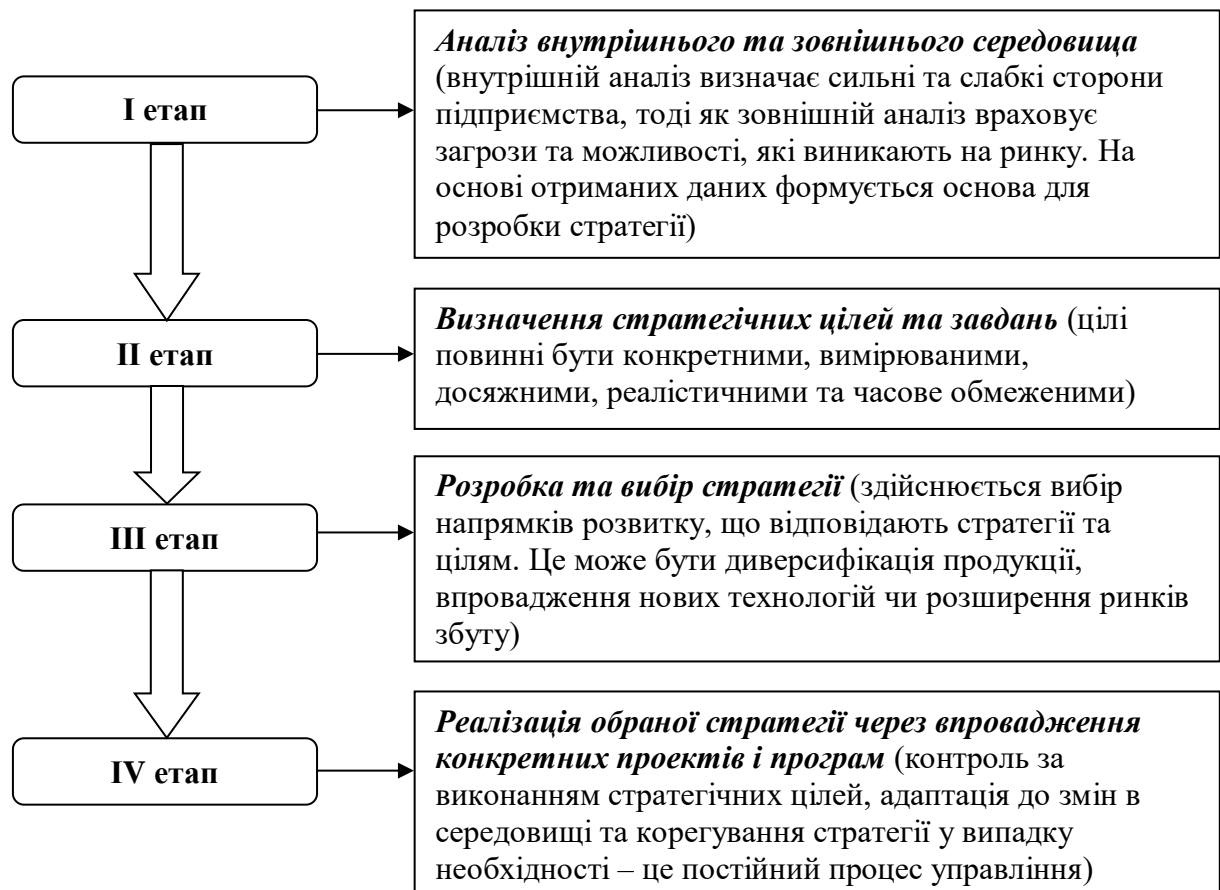 І етап
Аналіз внутрішнього та зовнішнього середовища
(внутрішній аналіз визначає сильні та слабкі сторони
підприємства, тоді як зовнішній аналіз враховує
загрози та можливості, які виникають на ринку. На
основі отриманих даних формується основа для
розробки стратегії)
ІІ етап
Визначення стратегічних цілей та завдань (цілі
повинні бути конкретними, вимірюваними,
досяжними, реалістичними та часове обмеженими)
ІІІ етап
Розробка та вибір стратегії (здійснюється вибір
напрямків розвитку, що відповідають стратегії та
цілям. Це може бути диверсифікація продукції,
впровадження нових технологій чи розширення ринків
збуту)
IV етап
Реалізація обраної стратегії через впровадження
конкретних проектів і програм (контроль за
виконанням стратегічних цілей, адаптація до змін в
середовищі та корегування стратегії у випадку
необхідності – це постійний процес управління)